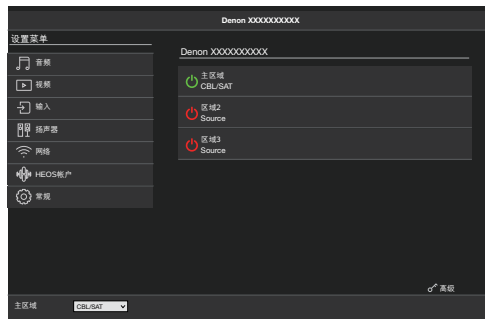 Denon XXXXXXXXXX
设置菜单
音频
视频
输入
扬声器
网络
HEOS帐户
常规
Denon XXXXXXXXXX
主区域
CBL/SAT
区域2
Source
区域3
Source
高级
主区域 CBL/SAT